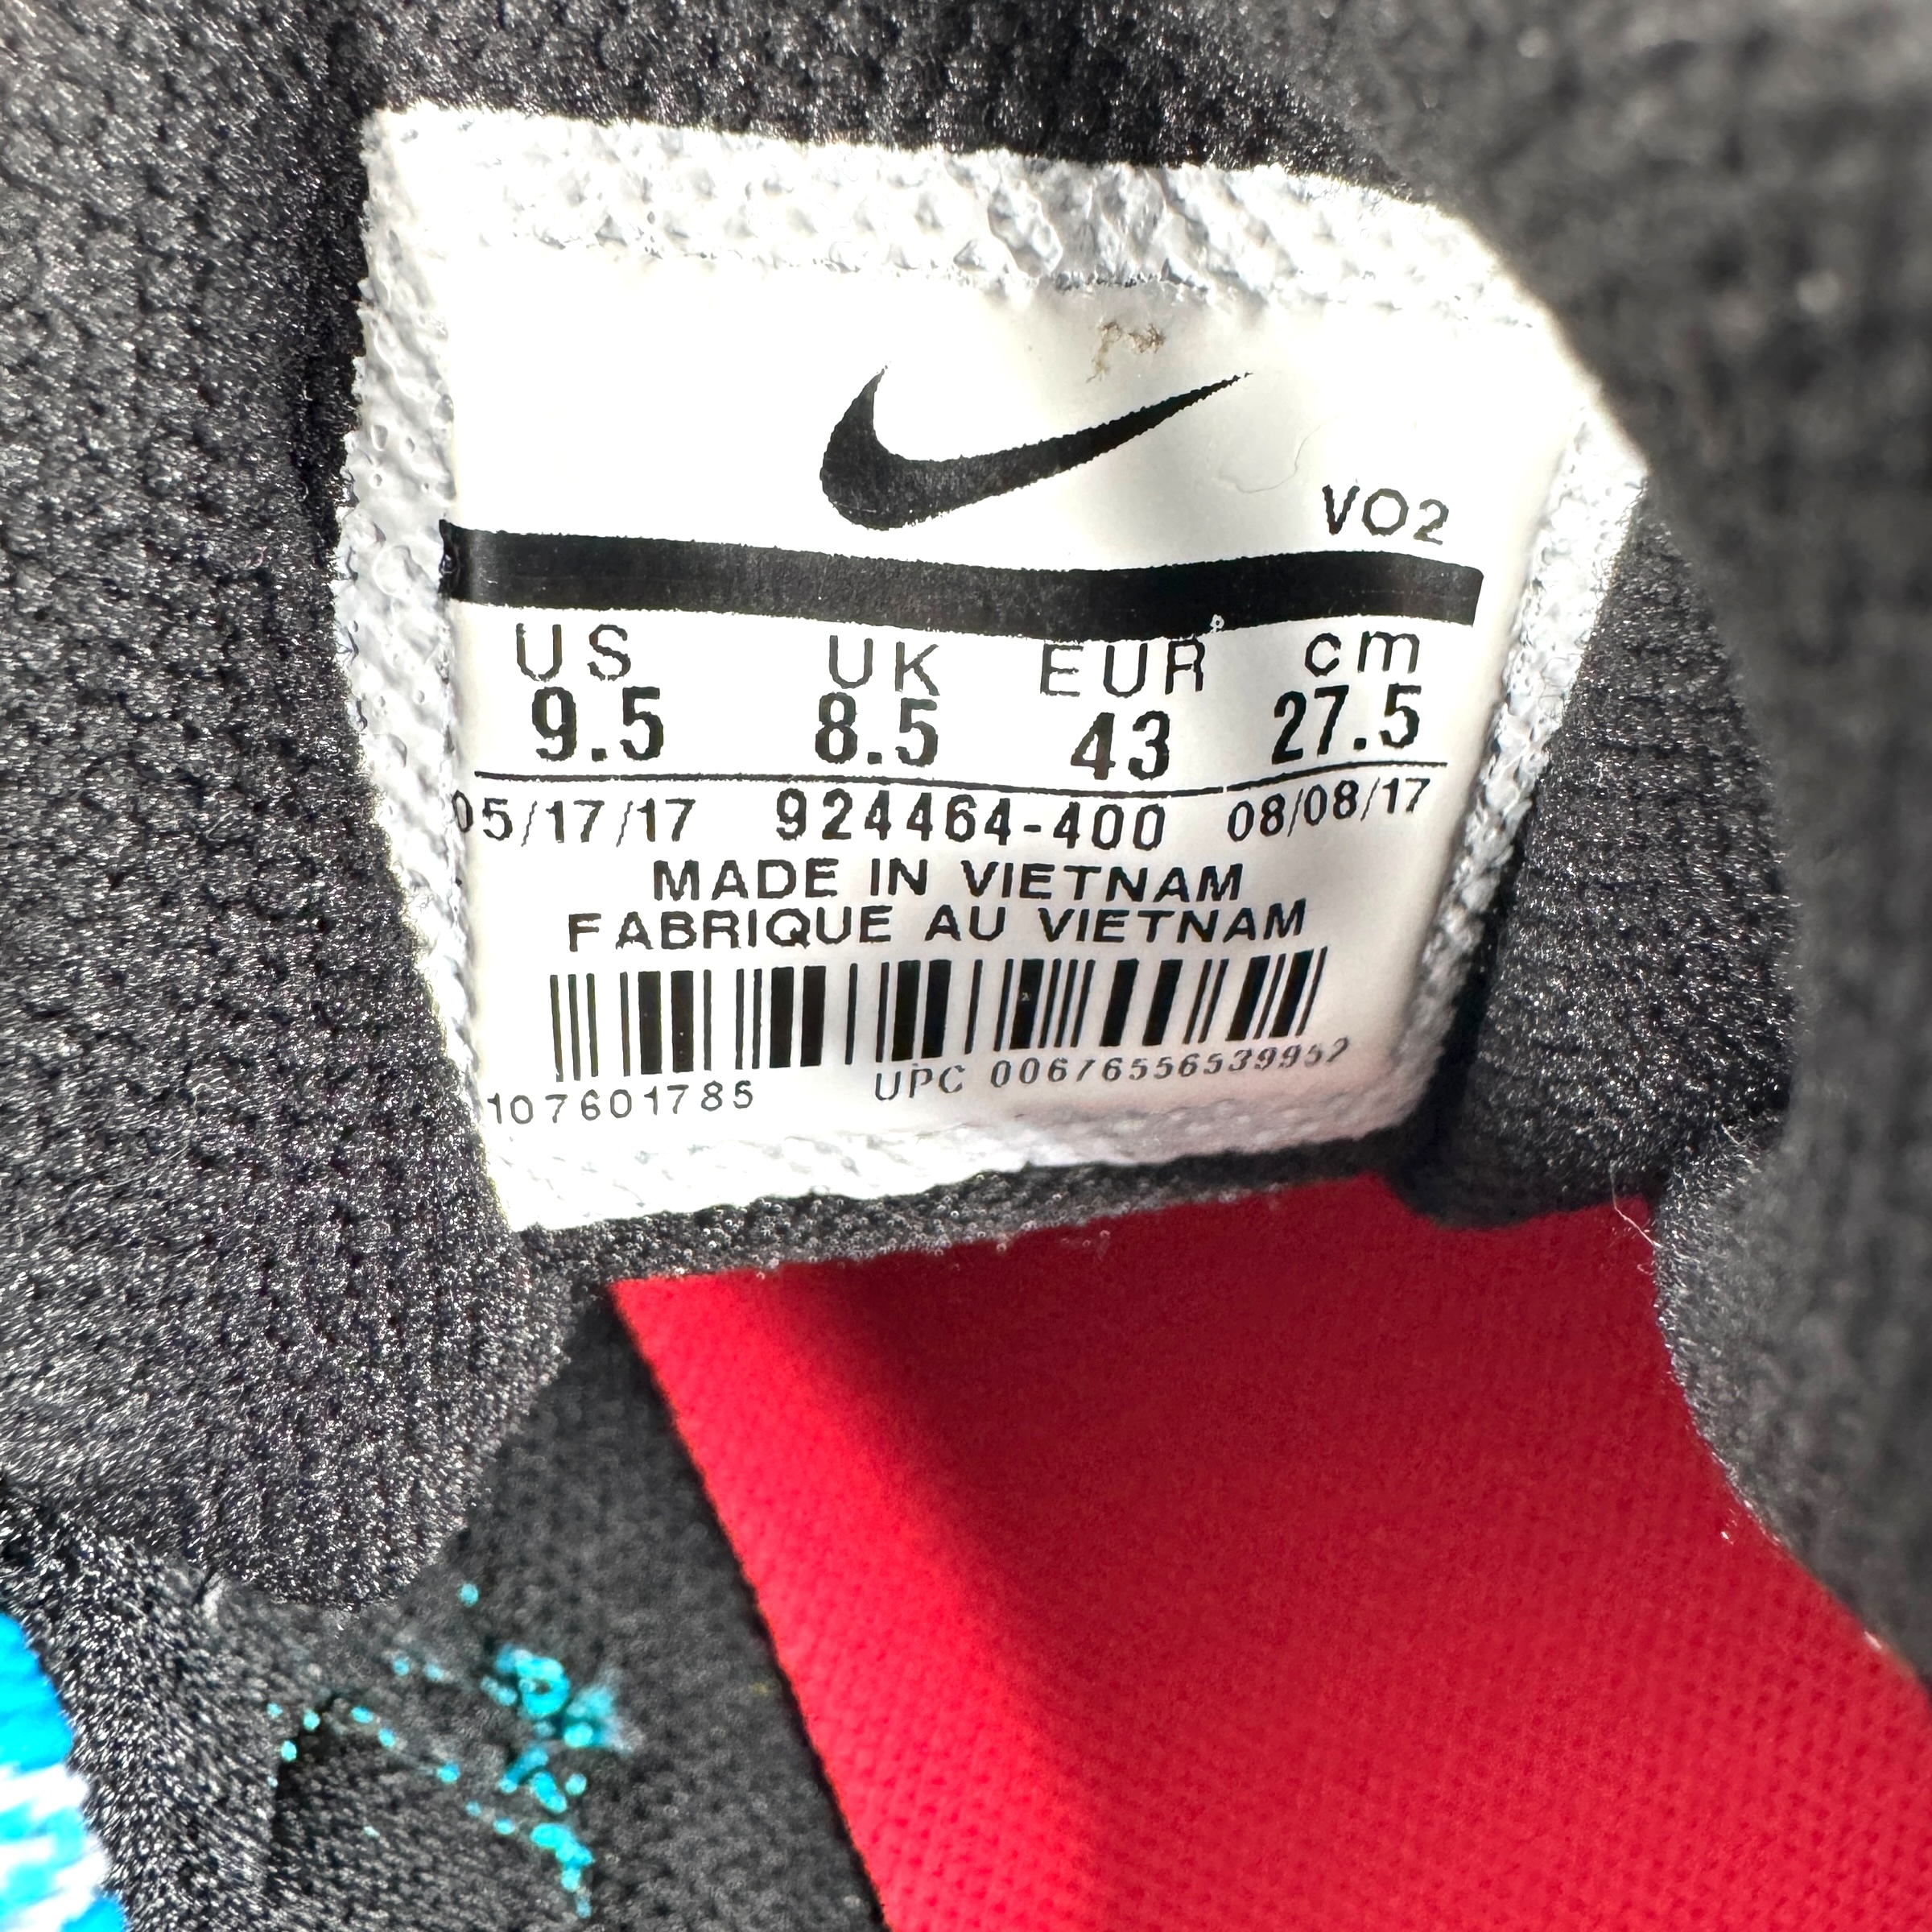 VO2
US UK EUR cm
9.5 8.5 43 27.5
05/17/17 924464-400 08/08/17
MADE IN VIETNAM
FABRIQUE AU VIETNAM
107601785 UPC 00676556539952